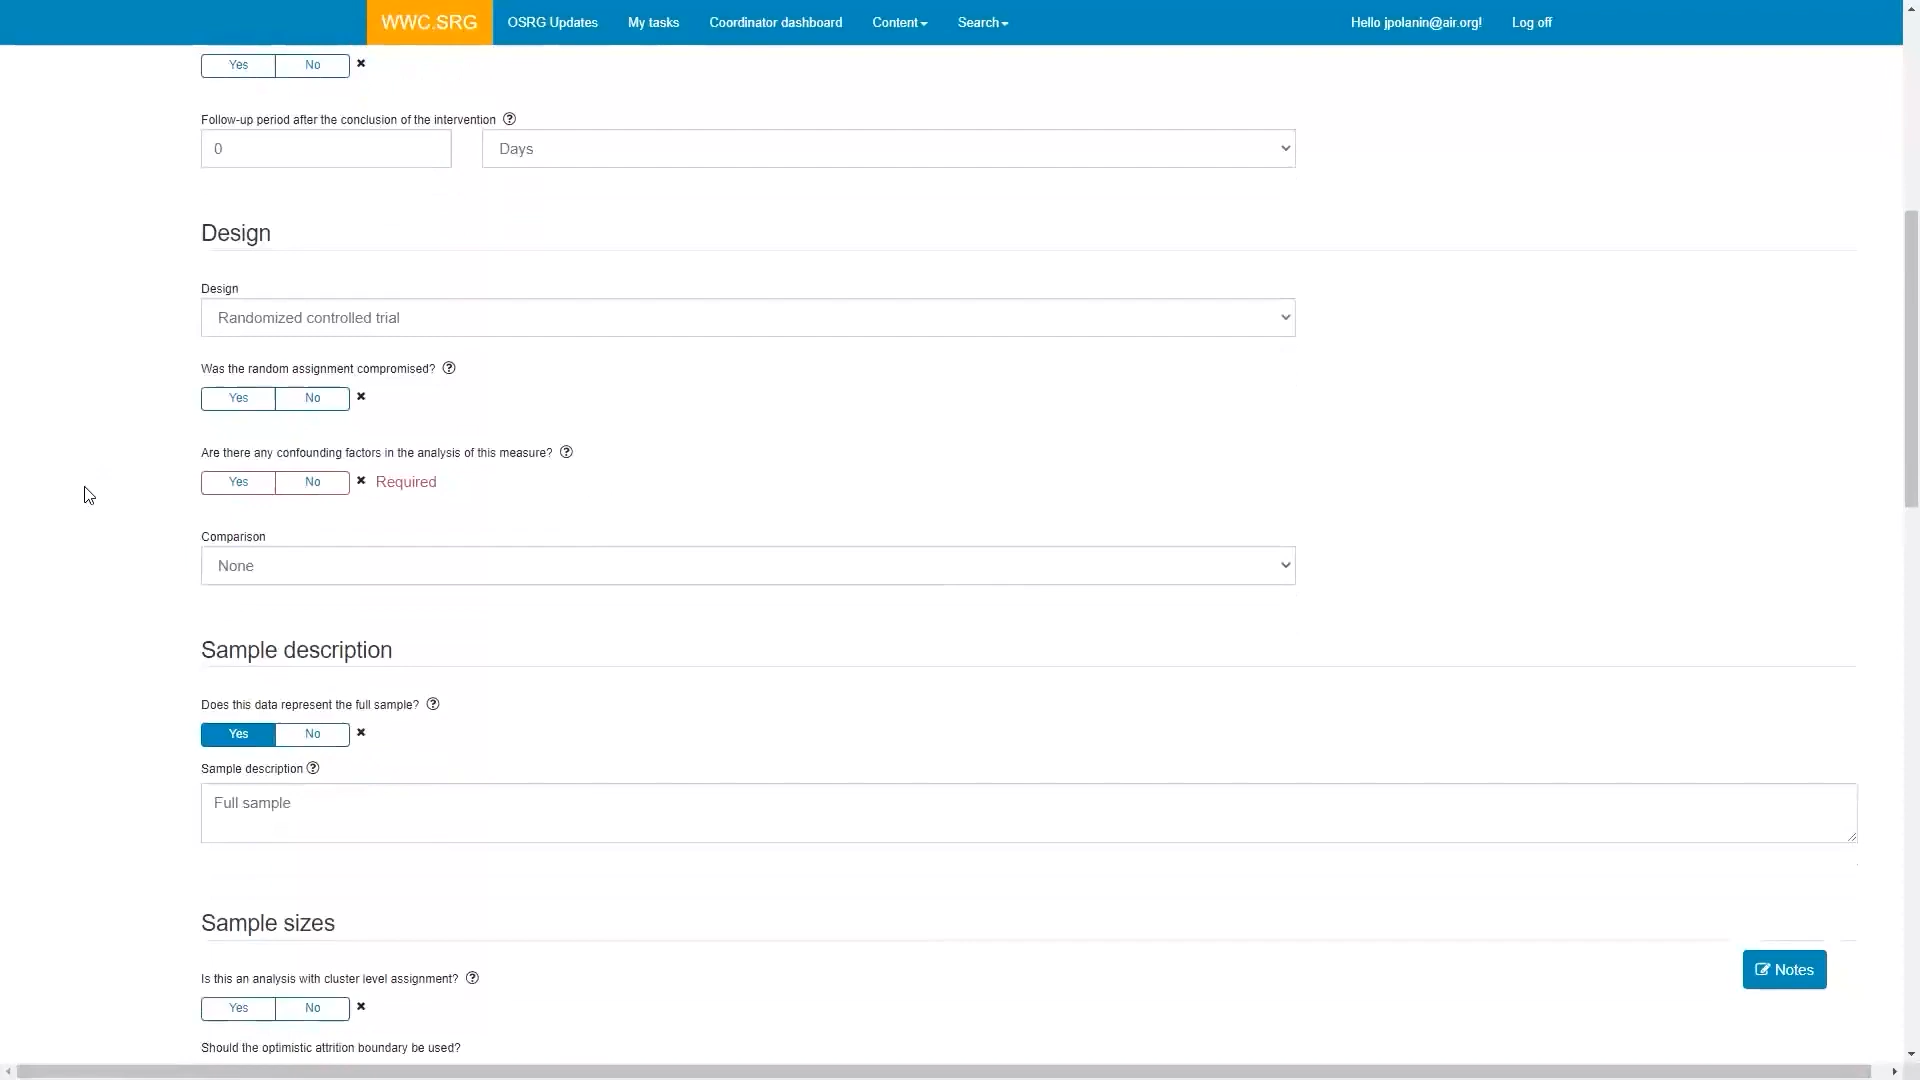 WWC.SRG OSRG Updates My tasks Coordinator dashboard Content Search Hello jpolanin@air.org! Log off
Yes No
Follow-up period after the conclusion of the intervention
0 Days
Design
Design
Randomized controlled trial
Was the random assignment compromised?
Yes No
Are there any confounding factors in the analysis of this measure?
Yes No Required
Comparison
None
Sample description
Does this data represent the full sample?
Yes No
Sample description
Full sample
Sample sizes
Is this an analysis with cluster level assignment?
Notes
Yes No
Should the optimistic attrition boundary be used?